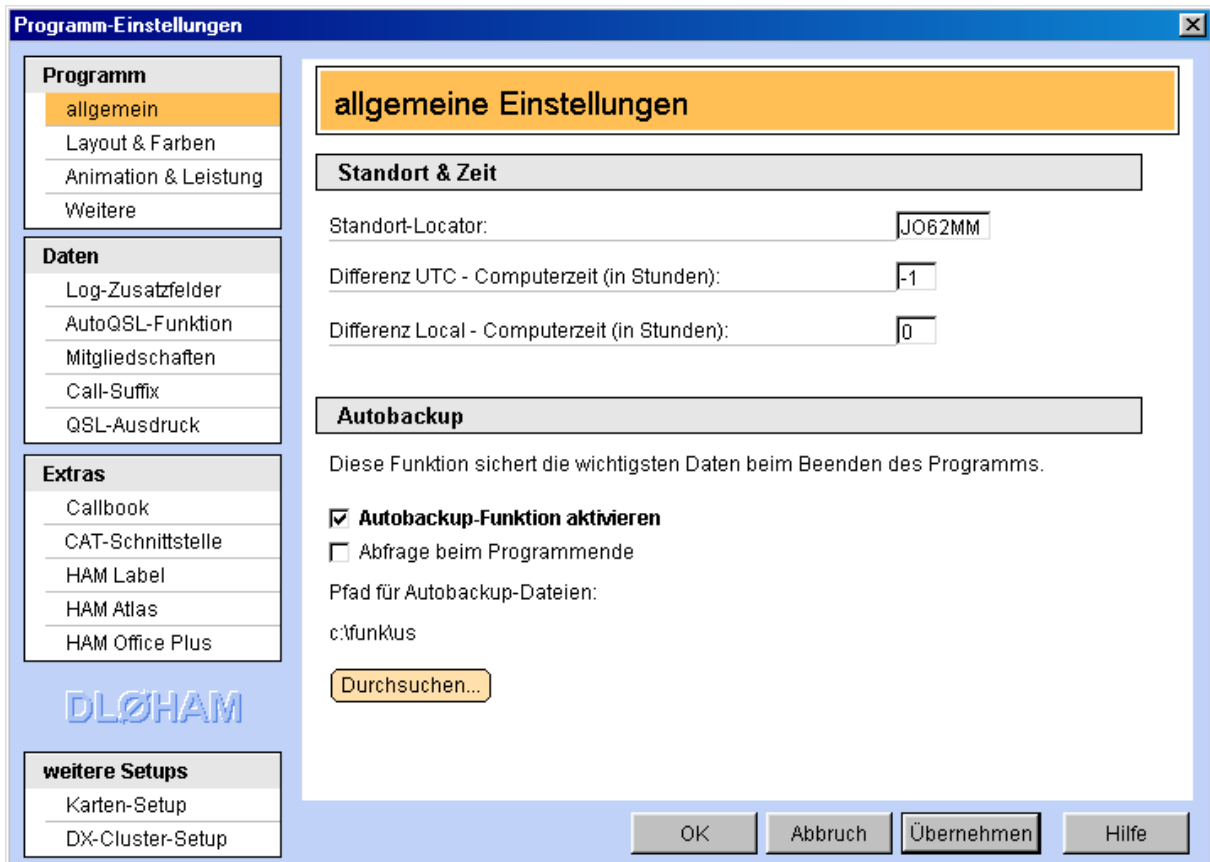 Programm-Einstellungen
Programm
allgemein
Layout & Farben
Animation & Leistung
Weitere
Daten
Log-Zusatzfelder
AutoQSL-Funktion
Mitgliedschaften
Call-Suffix
QSL-Ausdruck
Extras
Callbook
CAT-Schnittstelle
HAM Label
HAM Atlas
HAM Office Plus
DLØHAM
weitere Setups
Karten-Setup
DX-Cluster-Setup
allgemeine Einstellungen
Standort & Zeit
Standort-Locator: JO62MM
Differenz UTC - Computerzeit (in Stunden): -1
Differenz Local - Computerzeit (in Stunden): 0
Autobackup
Diese Funktion sichert die wichtigsten Daten beim Beenden des Programms.
Autobackup-Funktion aktivieren
Abfrage beim Programmende
Pfad für Autobackup-Dateien:
c:\funk\us
Durchsuchen...
OK Abbruch Übernehmen Hilfe